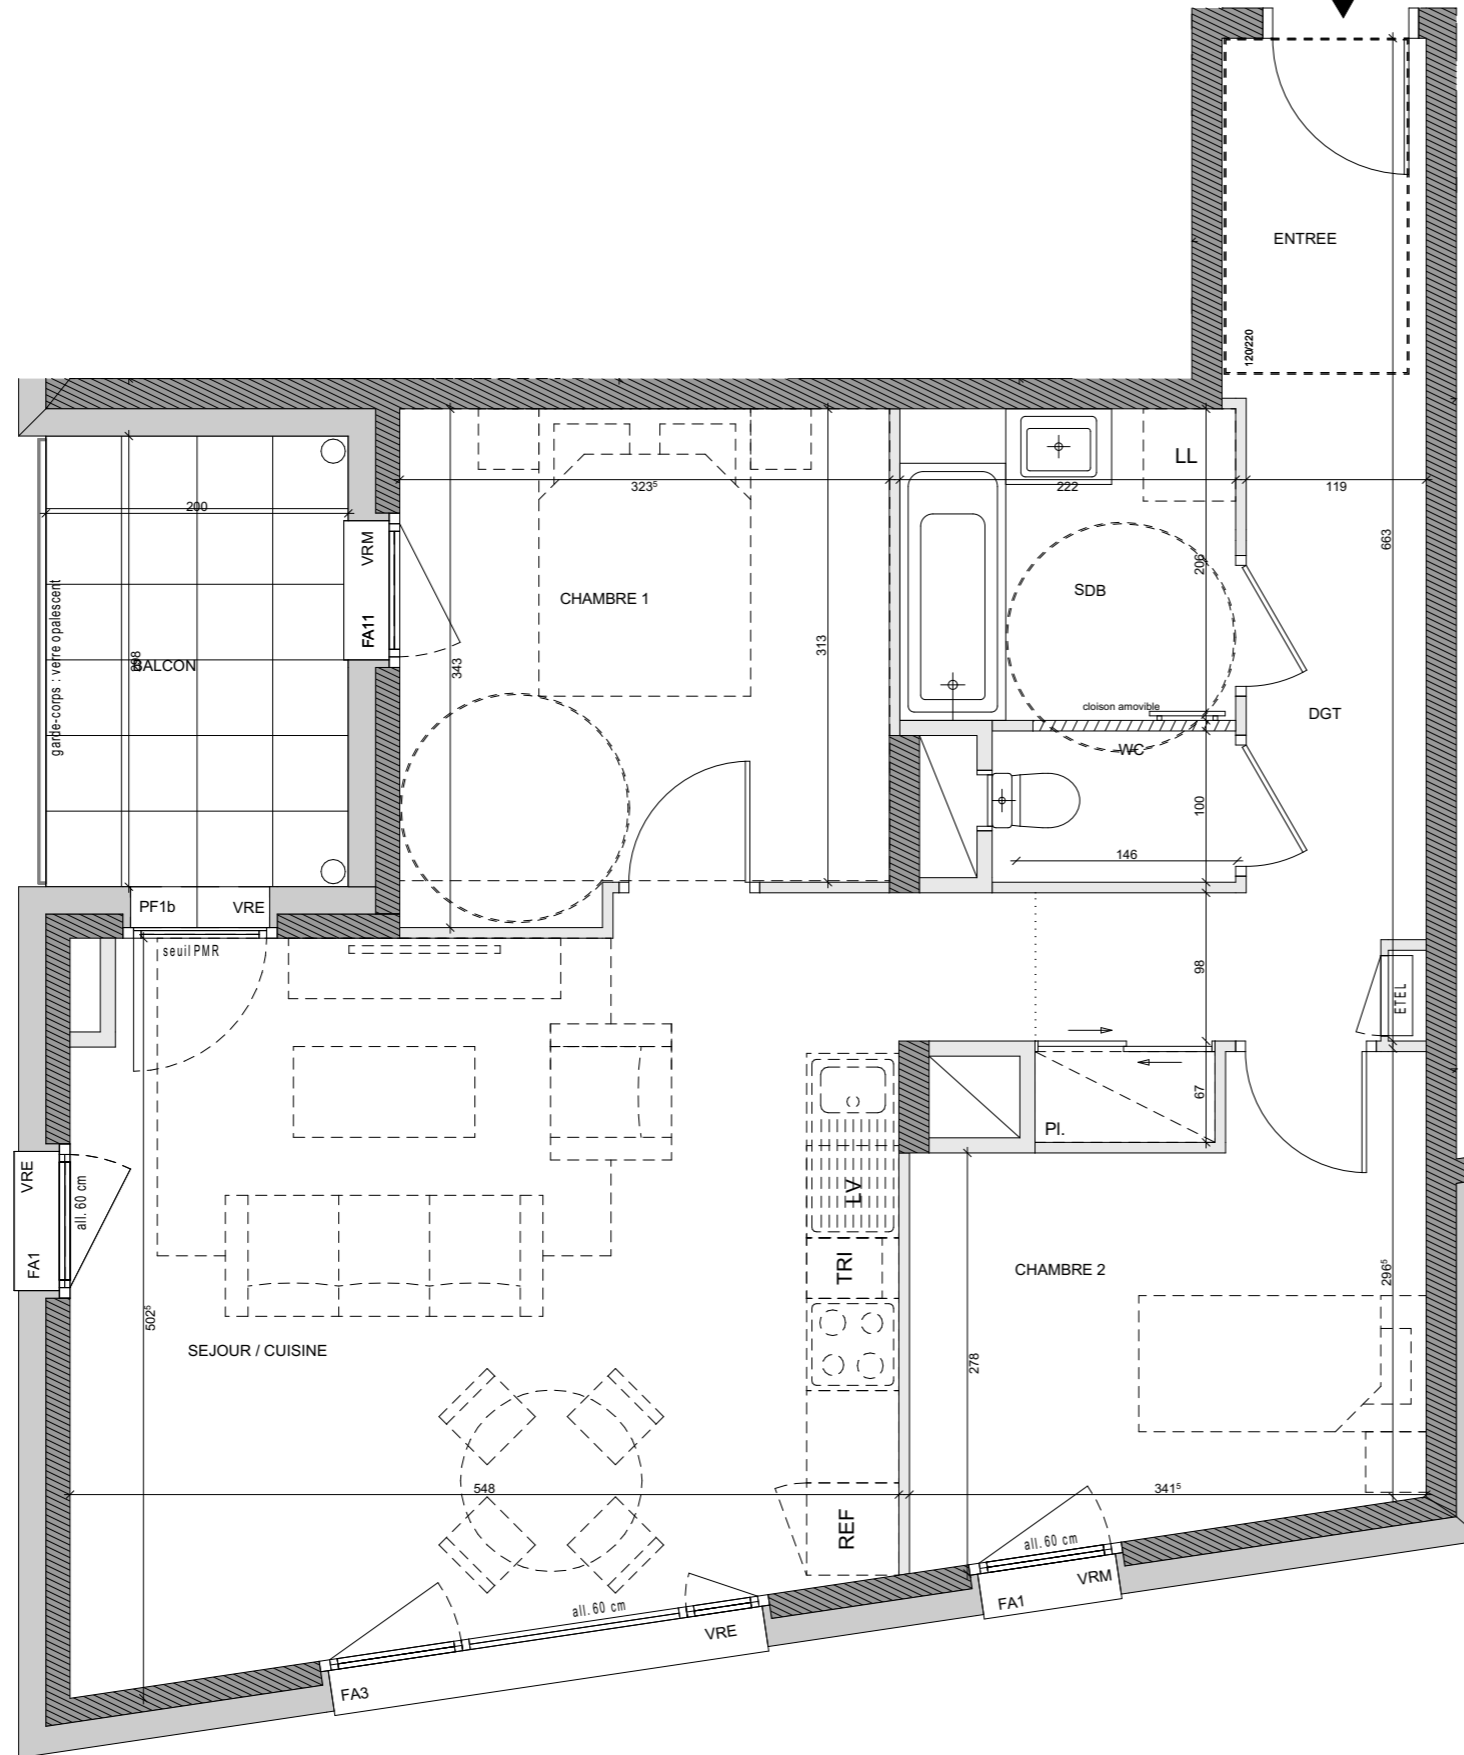 ENTREE
120/220
LL
323⁵
222
119
200
VRM
FA11
663
206
SDB
CHAMBRE 1
garde-corps : verre opalescent
BALCON
343
313
cloison amovible
DGT
WC
100
146
PF1b
VRE
seuil PMR
98
ETEL
67
Pl.
VRE
FA1
all. 60 cm
LV
TRI
CHAMBRE 2
296⁵
502⁵
SEJOUR / CUISINE
278
548
341⁵
REF
all. 60 cm
VRM
FA1
all. 60 cm
VRE
FA3